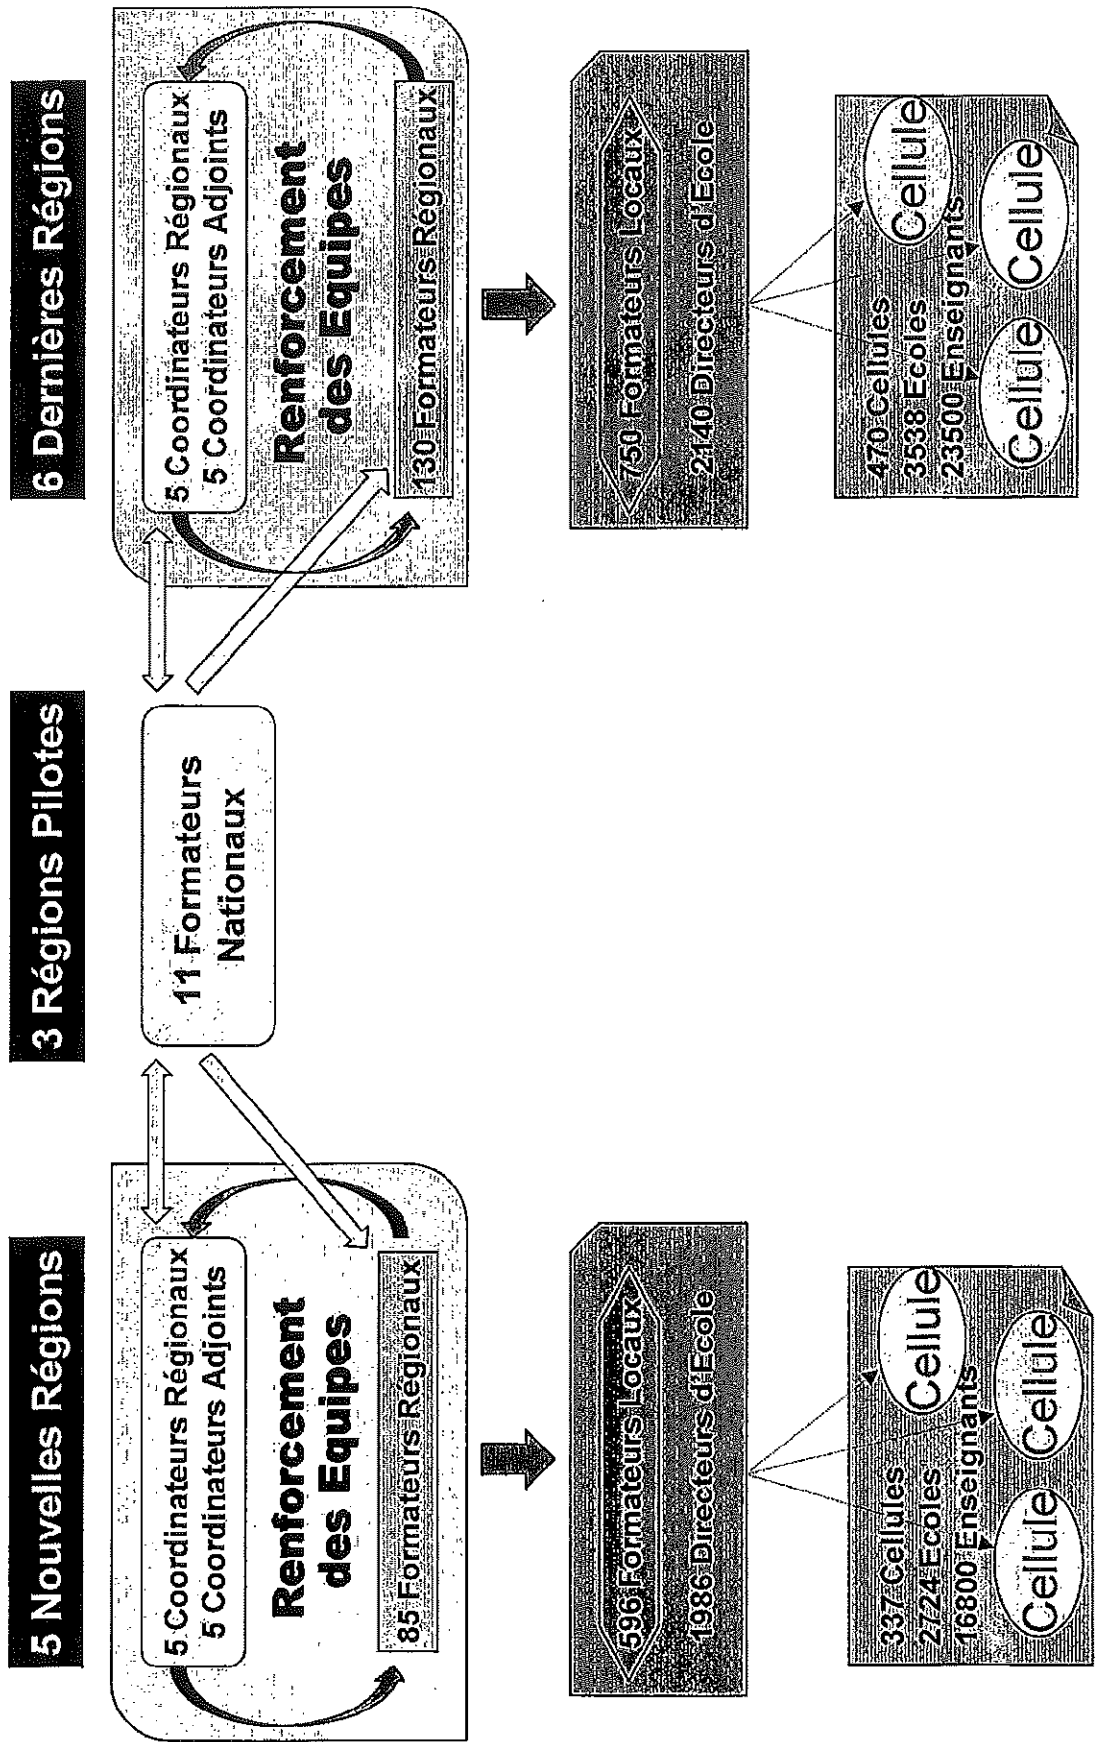 5 Nouvelles Régions
5 Coordinateurs Régionaux
5 Coordinateurs Adjoints
Renforcement
des Equipes
85 Formateurs Régionaux
596 Formateurs Locaux
1986 Directeurs d'Ecole
337 Cellules
2724 Ecoles
16800 Enseignants
Cellule
Cellule
Cellule
3 Régions Pilotes
11 Formateurs
Nationaux
6 Dernières Régions
5 Coordinateurs Régionaux
5 Coordinateurs Adjoints
Renforcement
des Equipes
130 Formateurs Régionaux
750 Formateurs Locaux
2140 Directeurs d'Ecole
470 Cellules
3538 Ecoles
23500 Enseignants
Cellule
Cellule
Cellule